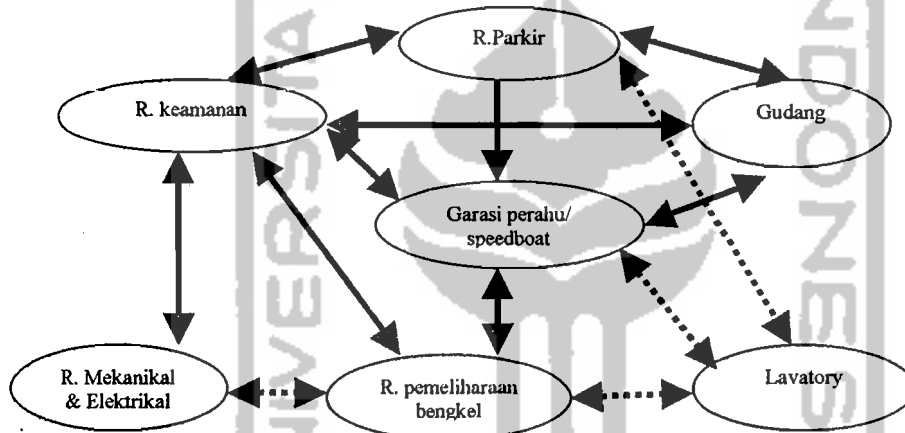 R.Parkir
R. keamanan
Gudang
Garasi perahu/
speedboat
R. Mekanikal
& Elektrikal
R. pemeliharaan
bengkel
Lavatory